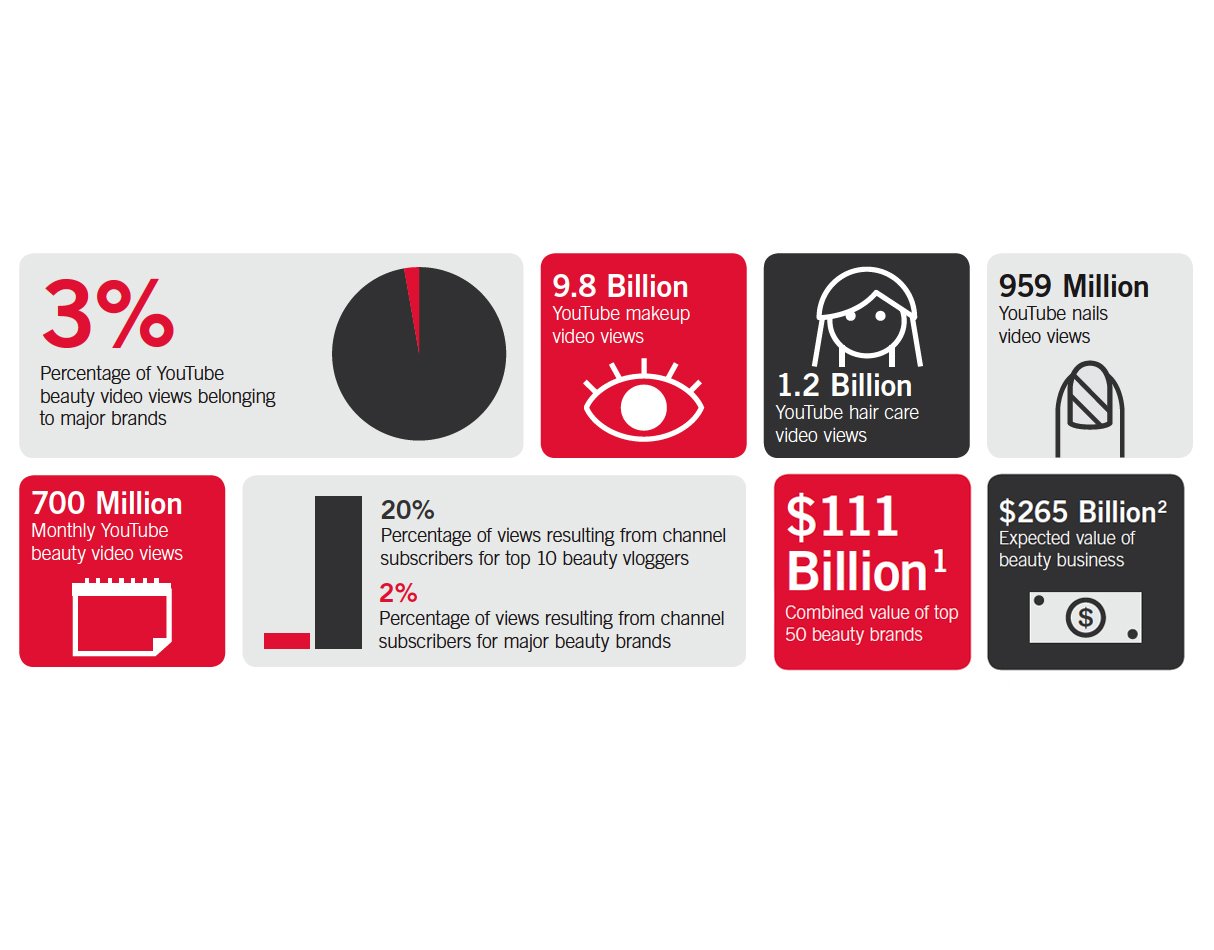 3%
Percentage of YouTube
beauty video views belonging
to major brands
9.8 Billion
YouTube makeup
video views
1.2 Billion
YouTube hair care
video views
959 Million
YouTube nails
video views
700 Million
Monthly YouTube
beauty video views
20%
Percentage of views resulting from channel
subscribers for top 10 beauty vloggers
2%
Percentage of views resulting from channel
subscribers for major beauty brands
$111
Billion¹
Combined value of top
50 beauty brands
$265 Billion²
Expected value of
beauty business
$